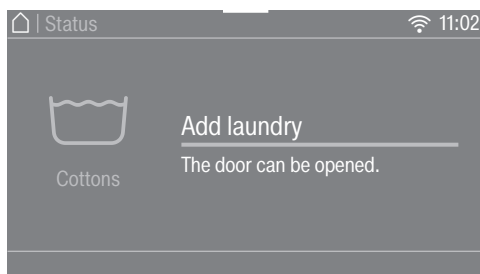 | Status
11:02
Add laundry
The door can be opened.
Cottons